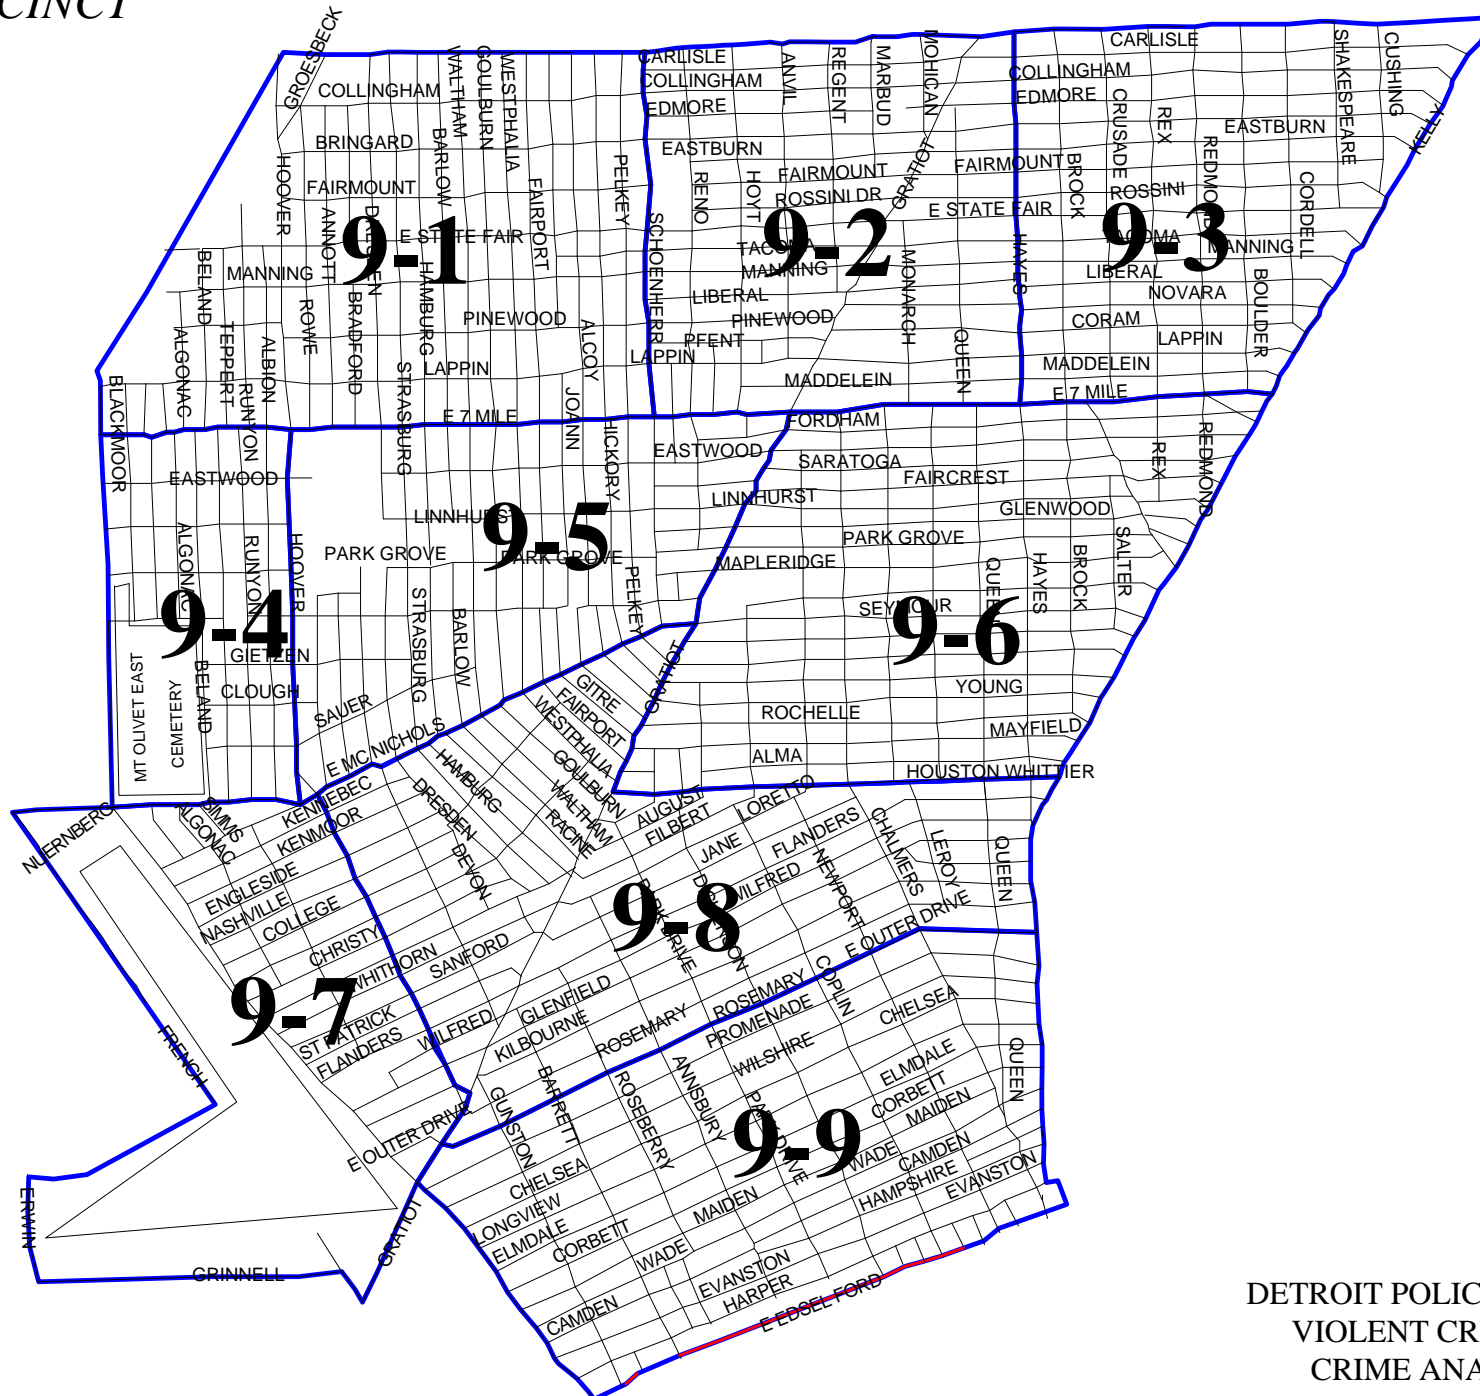 CINCT
GROESBECK
COLLINGHAM
WALTHAM
GOULBURN
WESTPHALIA
CARLISLE
COLLINGHAM
EDMORE
ANVIL
REGENT
MARBUD
MOHICAN
CARLISLE
COLLINGHAM
EDMORE
SHAKESPEARE
CUSHING
KELLY
BRINGARD
BARLOW
EASTBURN
CRUSADE
REX
EASTBURN
HOOVER
FAIRMOUNT
FAIRPORT
PELKEY
RENO
HOYT
FAIRMOUNT
ROSSINI DR
GRATIOT
FAIRMOUNT
BROCK
ROSSINI
REDMOND
CORDELL
ANNOTT
DRESDEN
E STATE FAIR
9-1
SCHOENHERR
TACOMA
9-2
E STATE FAIR
HAYES
TACOMA
9-3
MANNING
BELAND
MANNING
HAMBURG
MANNING
MONARCH
LIBERAL
BOULDER
ROWE
BRADFORD
LIBERAL
NOVARA
ALGONAC
TEPPERT
ALBION
PINEWOOD
ALCOY
PINEWOOD
CORAM
PFENT
QUEEN
LAPPIN
STRASBURG
LAPPIN
LAPPIN
MADDELEIN
BLACKMOOR
RUNYON
JOANN
MADDELEIN
E 7 MILE
E 7 MILE
HICKORY
FORDHAM
REX
REDMOND
EASTWOOD
EASTWOOD
SARATOGA
FAIRCREST
LINNHURST
LINNHURST
GLENWOOD
9-5
ALGONAC
RUNYON
HOOVER
PARK GROVE
PARK GROVE
PARK GROVE
SALTER
MAPLERIDGE
QUEEN
HAYES
BROCK
9-4
STRASBURG
BARLOW
PELKEY
SEYMOUR
9-6
GIETZEN
MT OLIVET EAST
CEMETERY
BELAND
CLOUGH
GITRE
GRATIOT
YOUNG
SAUER
FAIRPORT
WESTPHALIA
ROCHELLE
MAYFIELD
E MC NICHOLS
GOULBURN
ALMA
HOUSTON WHITTIER
HAMBURG
DRESDEN
WALTHAM
RACINE
NUERNBERG
SIMMS
ALGONAC
KENNEBEC
KENMOOR
AUGUST
FILBERT
LORETTO
FLANDERS
JANE
CHALMERS
LEROY
QUEEN
DEVON
ENGLESIDE
NASHVILLE
COLLEGE
PARK DRIVE
DICKERSON
WILFRED
NEWPORT
9-8
CHRISTY
WHITHORN
SANFORD
E OUTER DRIVE
9-7
GLENFIELD
ROSEMARY
COPLIN
CHELSEA
ST PATRICK
FLANDERS
WILFRED
KILBOURNE
ROSEMARY
PROMENADE
WILSHIRE
FRENCH
BARRETT
GUNSTON
ROSEBERRY
ANNSBURY
PARK DRIVE
ELMDALE
CORBETT
MAIDEN
QUEEN
9-9
E OUTER DRIVE
CHELSEA
WADE
CAMDEN
HAMPSHIRE
EVANSTON
ERWIN
LONGVIEW
ELMDALE
CORBETT
MAIDEN
GRATIOT
WADE
GRINNELL
EVANSTON
HARPER
CAMDEN
E EDSEL FORD
DETROIT POLIC
VIOLENT CR
CRIME ANA